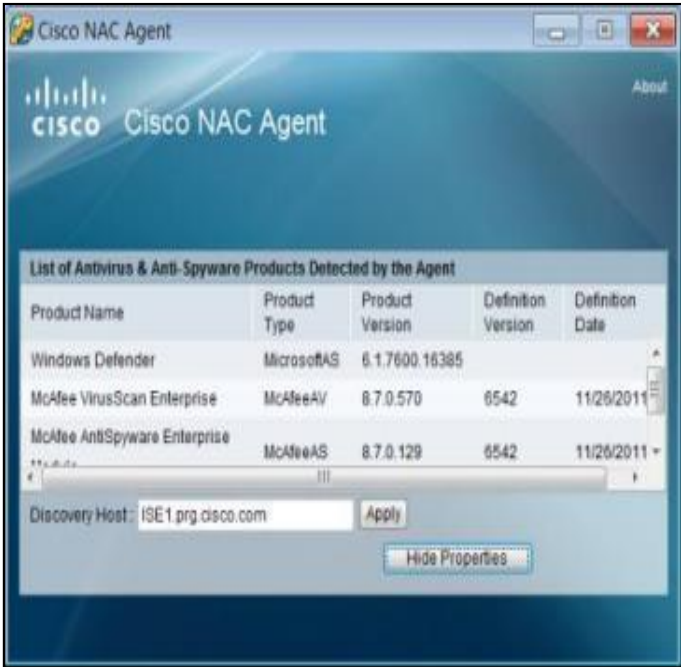 Cisco NAC Agent
About
CISCO Cisco NAC Agent
List of Antivirus & Anti-Spyware Products Detected by the Agent
Product Name Product Type Product Version Definition Version Definition Date
Windows Defender MicrosoftAS 6.1.7600.16385
McAfee VirusScan Enterprise McAfeeAV 8.7.0.570 6542 11/26/2011
McAfee AntiSpyware Enterprise McAfeeAS 8.7.0.129 6542 11/26/2011
Discovery Host: ISE1.prg.cisco.com Apply
Hide Properties